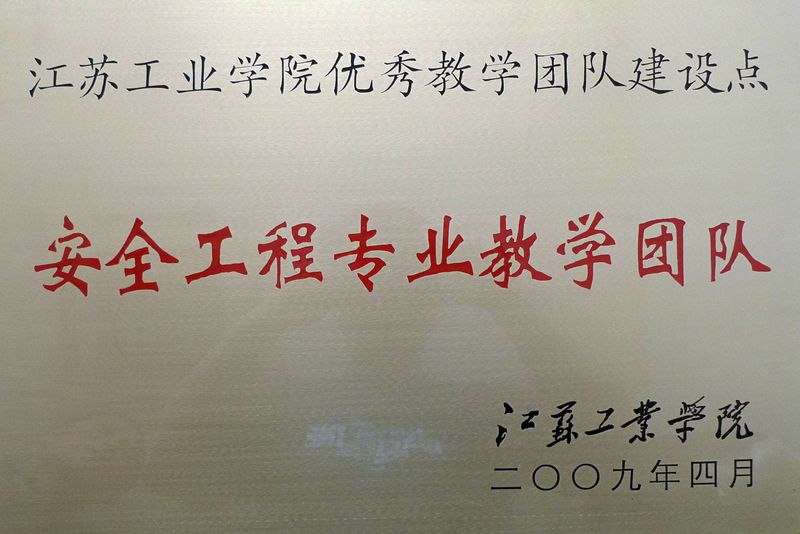 江苏工业学院优秀教学团队建设点
安全工程专业教学团队
江蘇工業學院
二〇〇九年四月